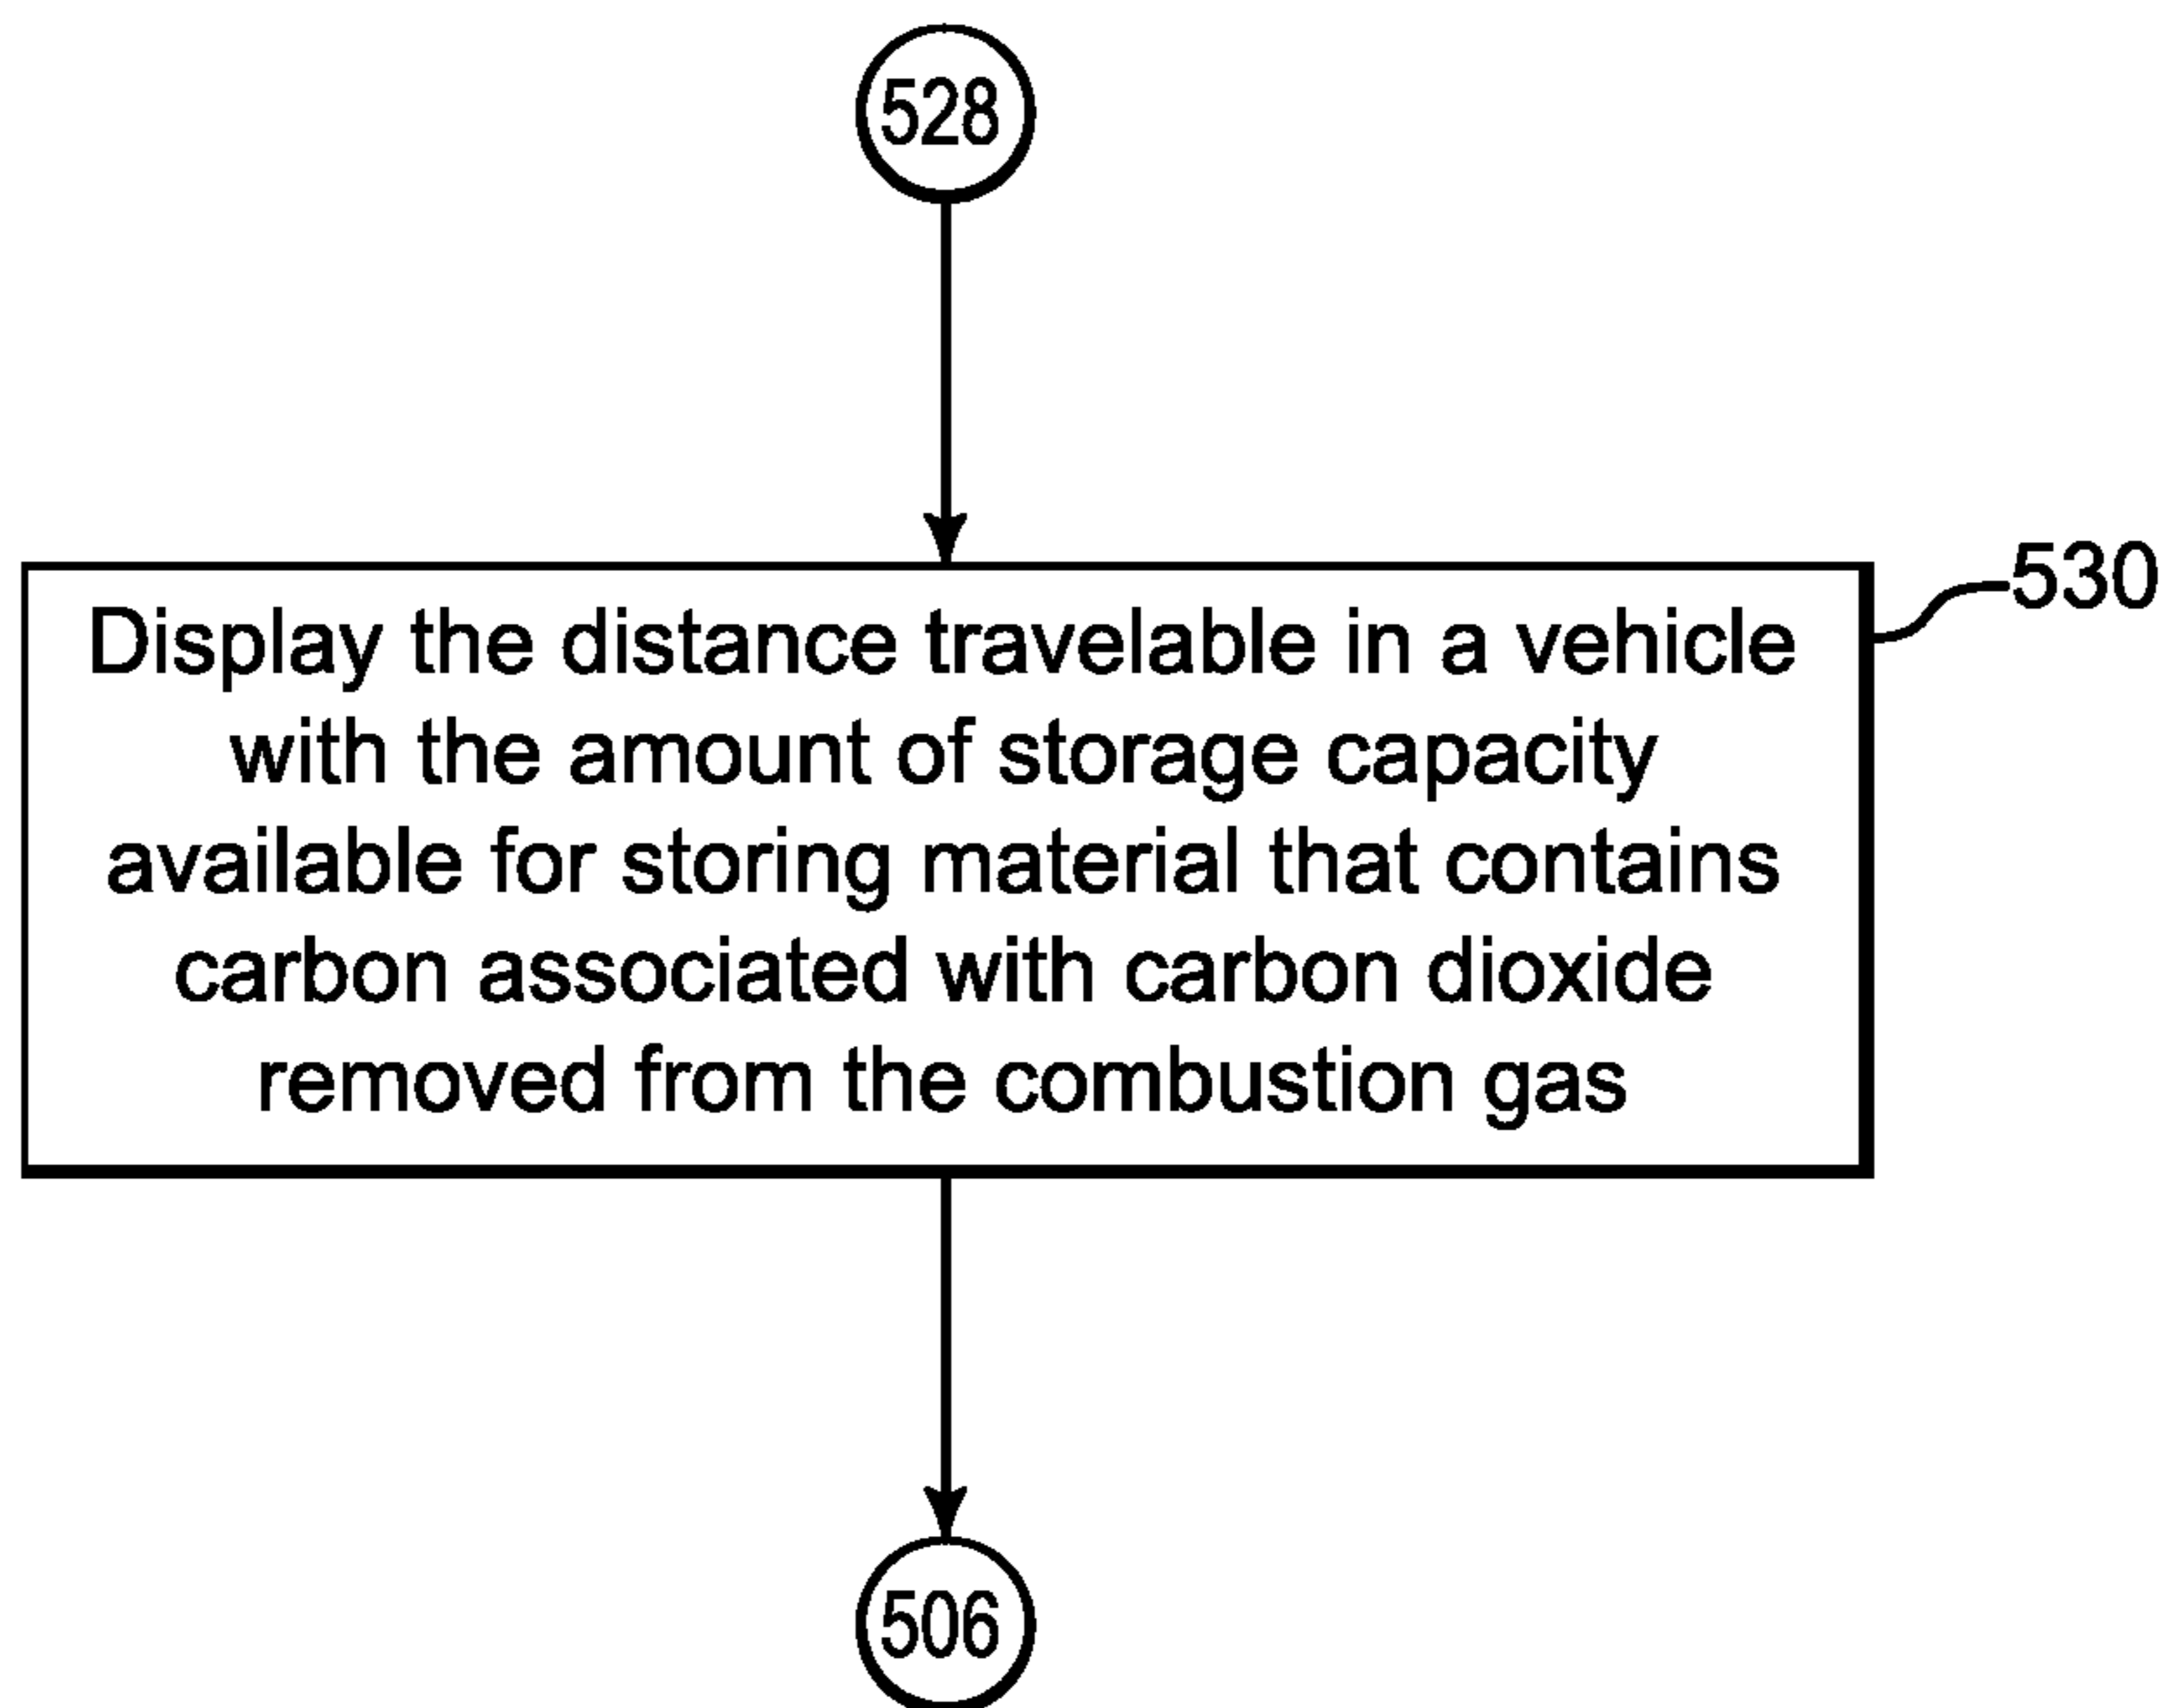 528
530
Display the distance travelable in a vehicle
with the amount of storage capacity
available for storing material that contains
carbon associated with carbon dioxide
removed from the combustion gas
506